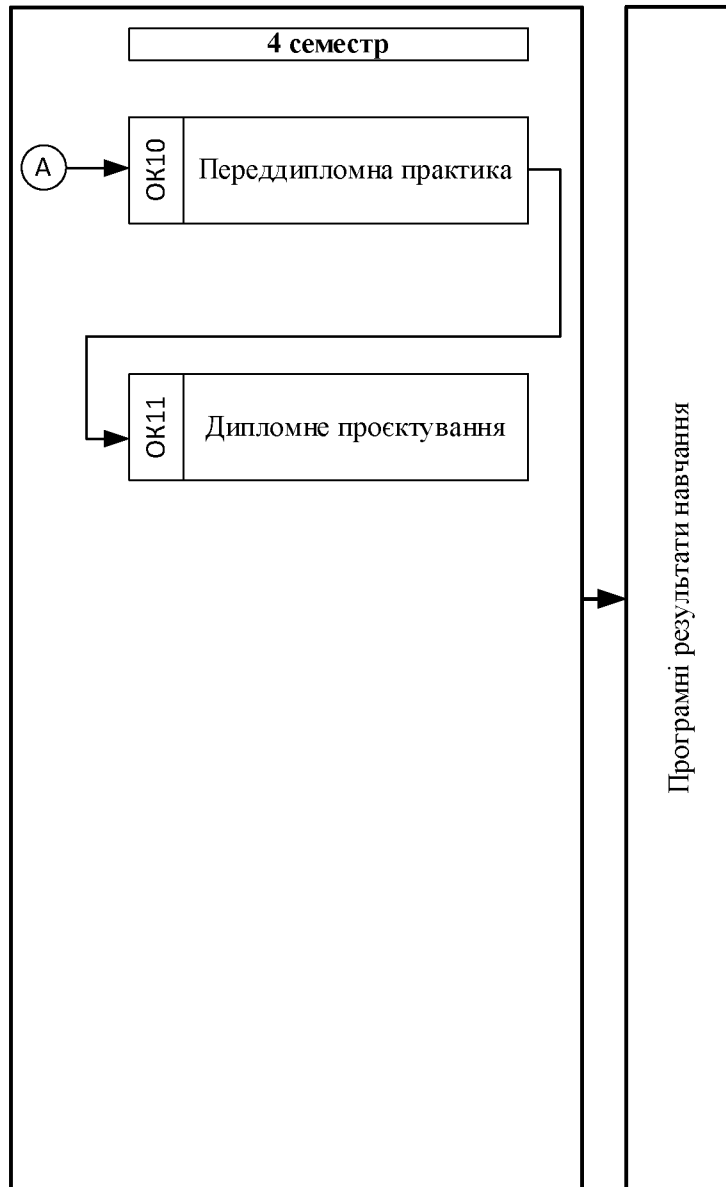 4 семестр
А
ОК10
Переддипломна практика
ОК11
Дипломне проєктування
Програмні результати навчання